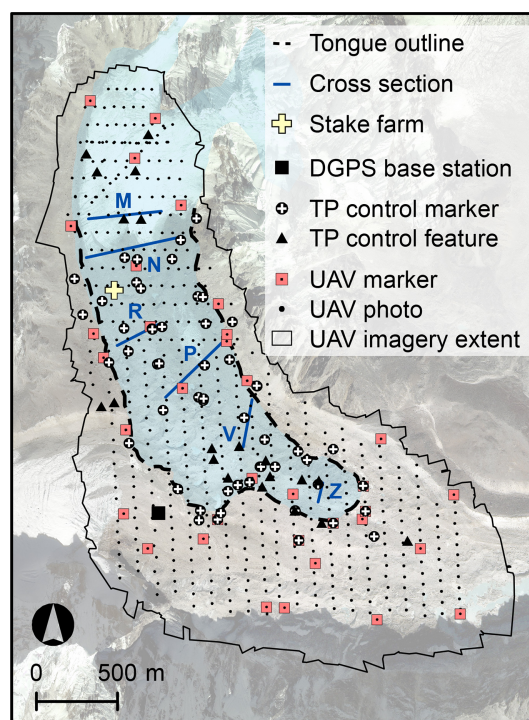 Tongue outline
Cross section
Stake farm
DGPS base station
TP control marker
TP control feature
UAV marker
UAV photo
UAV imagery extent
M
N
R
P
V
Z
0 500 m